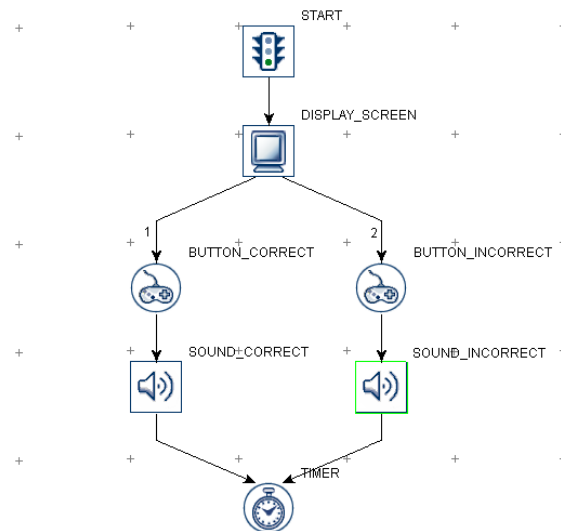 START
DISPLAY_SCREEN
1
2
BUTTON_CORRECT
BUTTON_INCORRECT
SOUND_CORRECT
SOUND_INCORRECT
TIMER